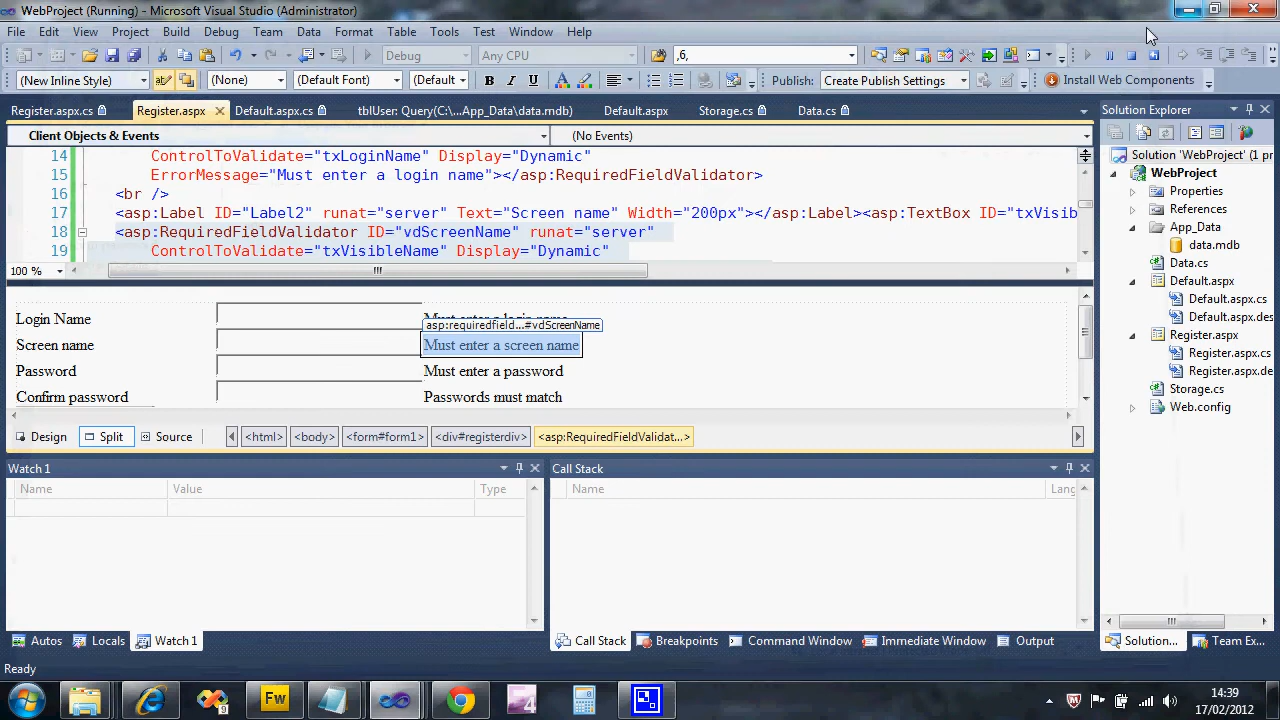 WebProject (Running) - Microsoft Visual Studio (Administrator)
File Edit View Project Build Debug Team Data Format Table Tools Test Window Help
Debug Any CPU ,6,
(New Inline Style) (None) (Default Font) (Default B I U A Publish: Create Publish Settings Install Web Components
Register.aspx.cs Register.aspx Default.aspx.cs tblUser: Query(C:\...App_Data\data.mdb) Default.aspx Storage.cs Data.cs
Client Objects & Events (No Events)
14 ControlToValidate="txLoginName" Display="Dynamic"
15 ErrorMessage="Must enter a login name"></asp:RequiredFieldValidator>
16 <br />
17 <asp:Label ID="Label2" runat="server" Text="Screen name" Width="200px"></asp:Label><asp:TextBox ID="txVisib
18 <asp:RequiredFieldValidator ID="vdScreenName" runat="server"
19 ControlToValidate="txVisibleName" Display="Dynamic"
100 %
Login Name Must enter a login name
asp:requiredfield...#vdScreenName
Screen name Must enter a screen name
Password Must enter a password
Confirm password Passwords must match
Design Split Source <html> <body> <form#form1> <div#registerdiv> <asp:RequiredFieldValidat...>
Watch 1
Name Value Type
Call Stack
Name Lang
Autos Locals Watch 1
Call Stack Breakpoints Command Window Immediate Window Output
Solution Explorer
Solution 'WebProject' (1 pr
WebProject
Properties
References
App_Data
data.mdb
Data.cs
Default.aspx
Default.aspx.cs
Default.aspx.des
Register.aspx
Register.aspx.cs
Register.aspx.de
Storage.cs
Web.config
Solution... Team Ex...
Ready
Fw
4
14:39
17/02/2012